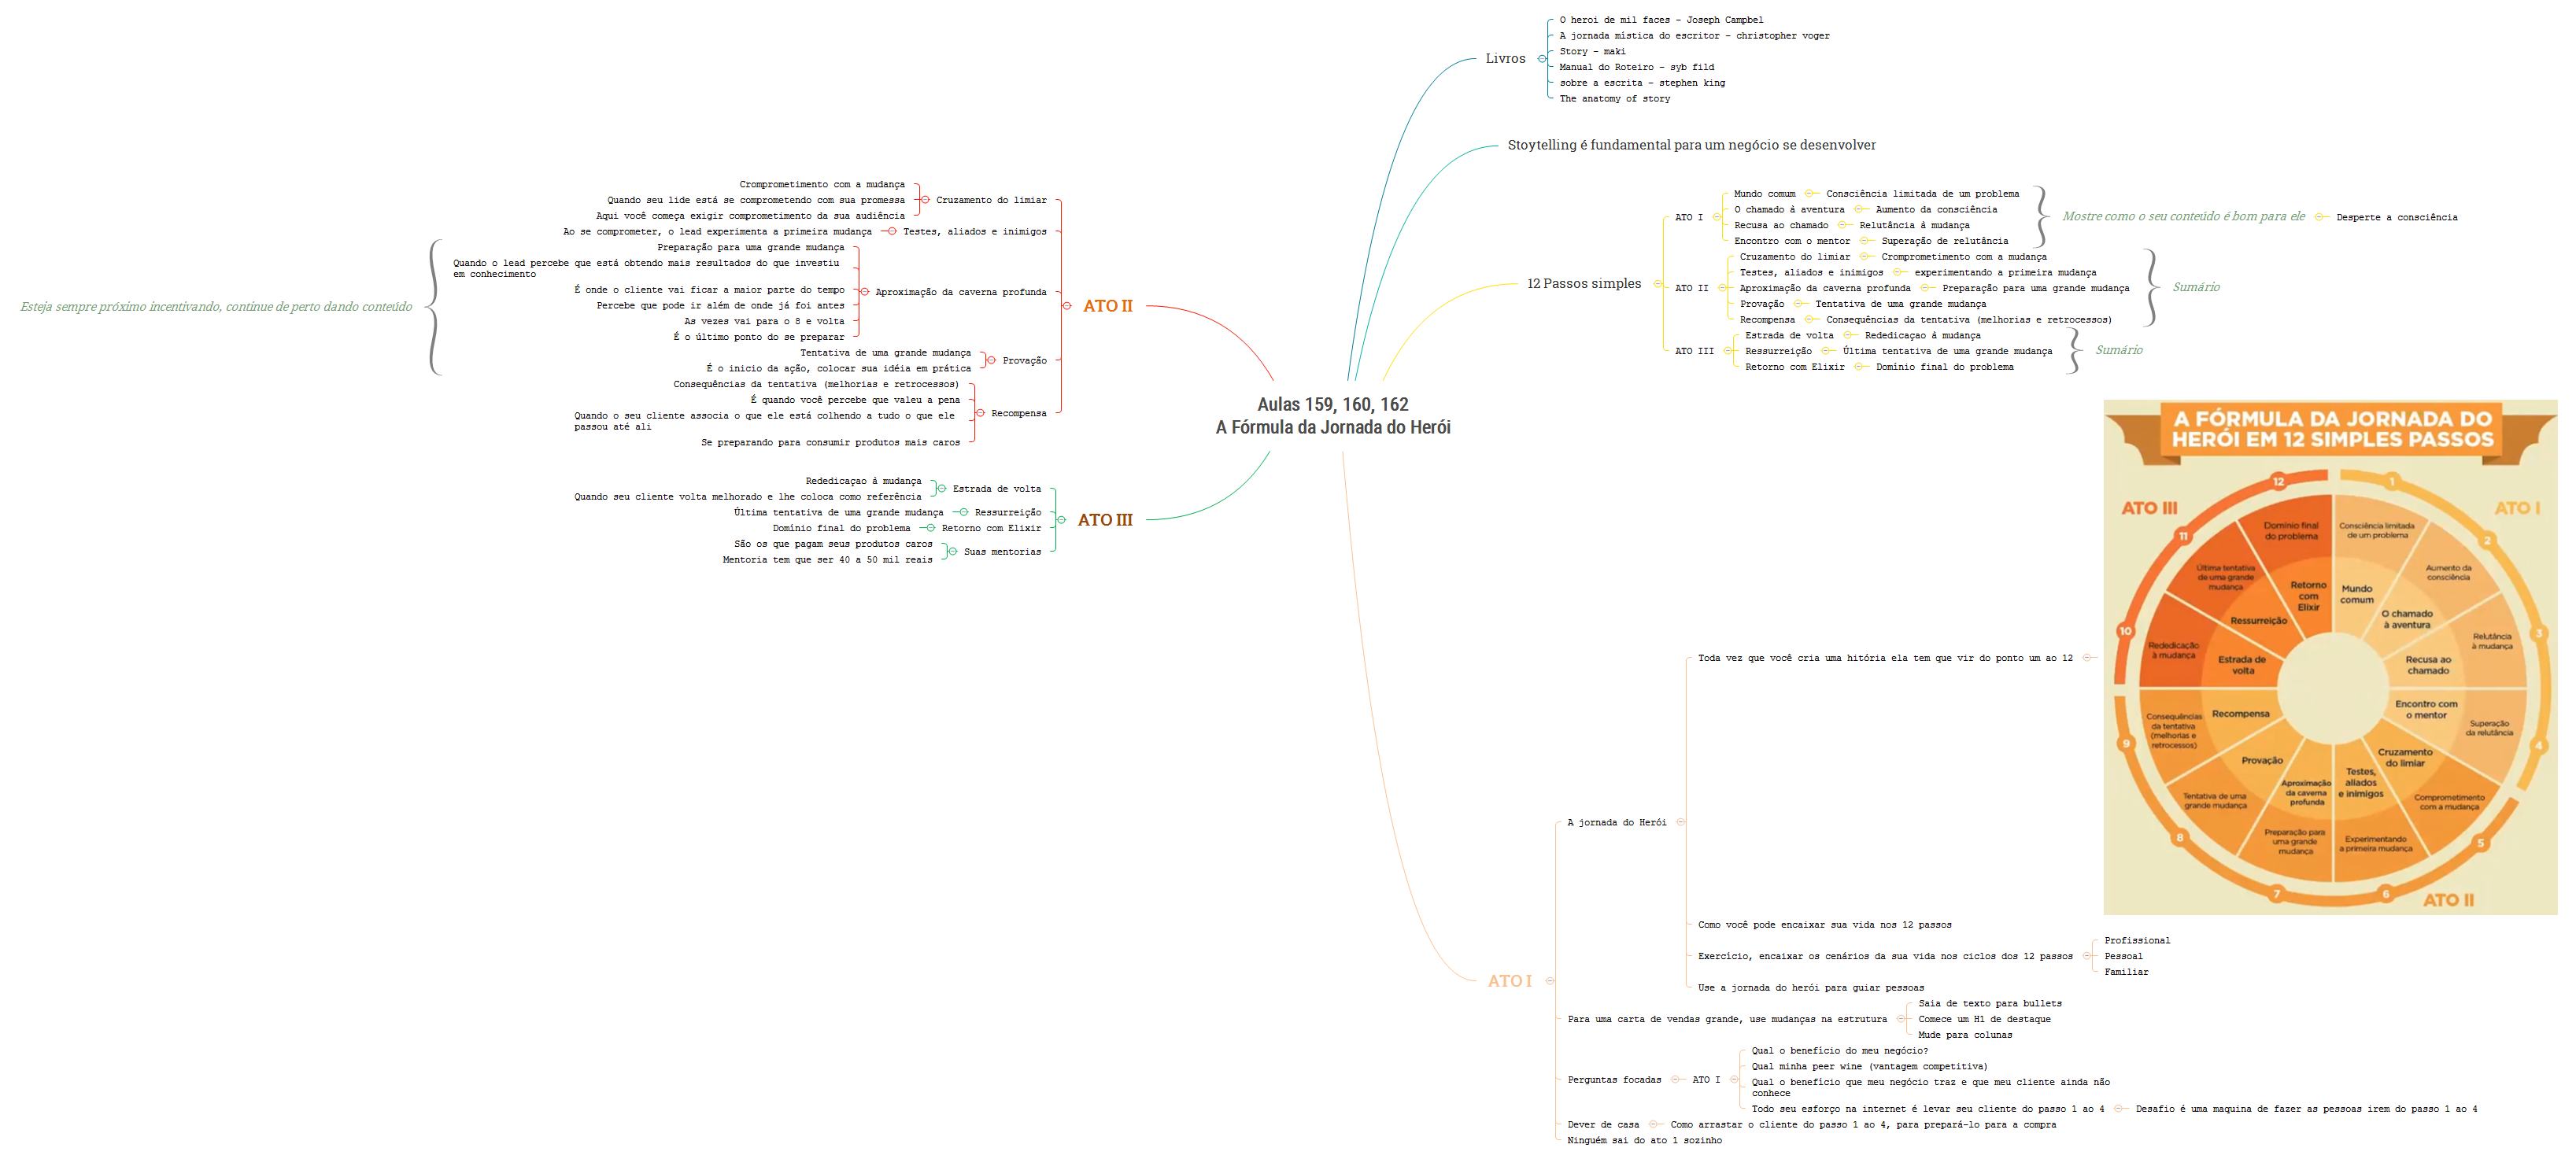 Aulas 159, 160, 162
A Fórmula da Jornada do Herói
Livros
O heroi de mil faces - Joseph Campbel
A jornada mística do escritor - christopher voger
Story - maki
Manual do Roteiro - syb fild
sobre a escrita - stephen king
The anatomy of story
Stoytelling é fundamental para um negócio se desenvolver
12 Passos simples
ATO I
Mundo comum
Consciência limitada de um problema
O chamado à aventura
Aumento da consciência
Recusa ao chamado
Relutância à mudança
Encontro com o mentor
Superação de relutância
Mostre como o seu conteúdo é bom para ele
Desperte a consciência
ATO II
Cruzamento do limiar
Cromprometimento com a mudança
Testes, aliados e inimigos
experimentando a primeira mudança
Aproximação da caverna profunda
Preparação para uma grande mudança
Provação
Tentativa de uma grande mudança
Recompensa
Consequências da tentativa (melhorias e retrocessos)
Sumário
ATO III
Estrada de volta
Rededicaçao à mudança
Ressurreição
Última tentativa de uma grande mudança
Retorno com Elixir
Domínio final do problema
Sumário
ATO I
A jornada do Herói
Toda vez que você cria uma hitória ela tem que vir do ponto um ao 12
A FÓRMULA DA JORNADA DO
HERÓI EM 12 SIMPLES PASSOS
ATO I
1
Consciência limitada
de um problema
Mundo
comum
2
Aumento da
consciência
O chamado
à aventura
3
Relutância
à mudança
Recusa ao
chamado
4
Superação
da relutância
Encontro com
o mentor
ATO II
5
Comprometimento
com a mudança
Cruzamento
do limiar
6
Experimentando
a primeira mudança
Testes,
aliados
e inimigos
7
Preparação para
uma grande
mudança
Aproximação
da caverna
profunda
8
Tentativa de uma
grande mudança
Provação
9
Consequências
da tentativa
(melhorias e
retrocessos)
Recompensa
ATO III
10
Rededicação
à mudança
Estrada de
volta
11
Última tentativa
de uma grande
mudança
Ressurreição
12
Domínio final
do problema
Retorno
com
Elixir
Como você pode encaixar sua vida nos 12 passos
Exercício, encaixar os cenários da sua vida nos ciclos dos 12 passos
Profissional
Pessoal
Familiar
Use a jornada do herói para guiar pessoas
Para uma carta de vendas grande, use mudanças na estrutura
Saia de texto para bullets
Comece um H1 de destaque
Mude para colunas
Perguntas focadas
ATO I
Qual o benefício do meu negócio?
Qual minha peer wine (vantagem competitiva)
Qual o benefício que meu negócio traz e que meu cliente ainda não
conhece
Todo seu esforço na internet é levar seu cliente do passo 1 ao 4
Desafio é uma maquina de fazer as pessoas irem do passo 1 ao 4
Dever de casa
Como arrastar o cliente do passo 1 ao 4, para prepará-lo para a compra
Ninguém sai do ato 1 sozinho
ATO II
Cruzamento do limiar
Cromprometimento com a mudança
Quando seu lide está se comprometendo com sua promessa
Aqui você começa exigir comprometimento da sua audiência
Testes, aliados e inimigos
Ao se comprometer, o lead experimenta a primeira mudança
Aproximação da caverna profunda
Preparação para uma grande mudança
Quando o lead percebe que está obtendo mais resultados do que investiu
em conhecimento
É onde o cliente vai ficar a maior parte do tempo
Percebe que pode ir além de onde já foi antes
As vezes vai para o 8 e volta
É o último ponto do se preparar
Provação
Tentativa de uma grande mudança
É o inicio da ação, colocar sua idéia em prática
Esteja sempre próximo incentivando, continue de perto dando conteúdo
Recompensa
Consequências da tentativa (melhorias e retrocessos)
É quando você percebe que valeu a pena
Quando o seu cliente associa o que ele está colhendo a tudo o que ele
passou até ali
Se preparando para consumir produtos mais caros
ATO III
Estrada de volta
Rededicaçao à mudança
Quando seu cliente volta melhorado e lhe coloca como referência
Ressurreição
Última tentativa de uma grande mudança
Retorno com Elixir
Domínio final do problema
Suas mentorias
São os que pagam seus produtos caros
Mentoria tem que ser 40 a 50 mil reais